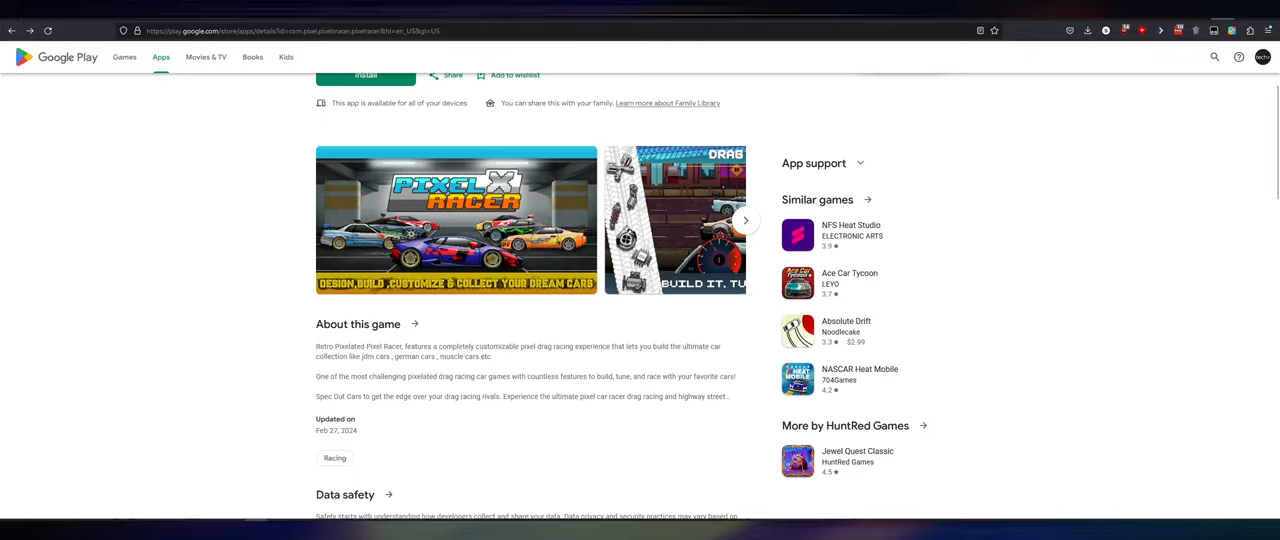 https://play.google.com/store/apps/details?id=com.pixel.pixelracer.pixelracer&hl=en_US&gl=US
14
10
Google Play
Games
Apps
Movies & TV
Books
Kids
techx
Install
Share
Add to wishlist
This app is available for all of your devices
You can share this with your family. Learn more about Family Library
PIXEL X
RACER
DESIGN,BUILD ,CUSTOMIZE & COLLECT YOUR DREAM CARS
DRAG
BUILD IT, TU
About this game
Retro Pixelated Pixel Racer, features a completely customizable pixel drag racing experience that lets you build the ultimate car
collection like jdm cars , german cars , muscle cars etc.
One of the most challenging pixelated drag racing car games with countless features to build, tune, and race with your favorite cars!
Spec Out Cars to get the edge over your drag racing rivals. Experience the ultimate pixel car racer drag racing and highway street…
Updated on
Feb 27, 2024
Racing
Data safety
Safety starts with understanding how developers collect and share your data. Data privacy and security practices may vary based on
App support
Similar games
NFS Heat Studio
ELECTRONIC ARTS
3.9 ★
Ace Car Tycoon
LEYO
3.7 ★
Absolute Drift
Noodlecake
3.3 ★ $2.99
NASCAR Heat Mobile
704Games
4.2 ★
More by HuntRed Games
Jewel Quest Classic
HuntRed Games
4.5 ★